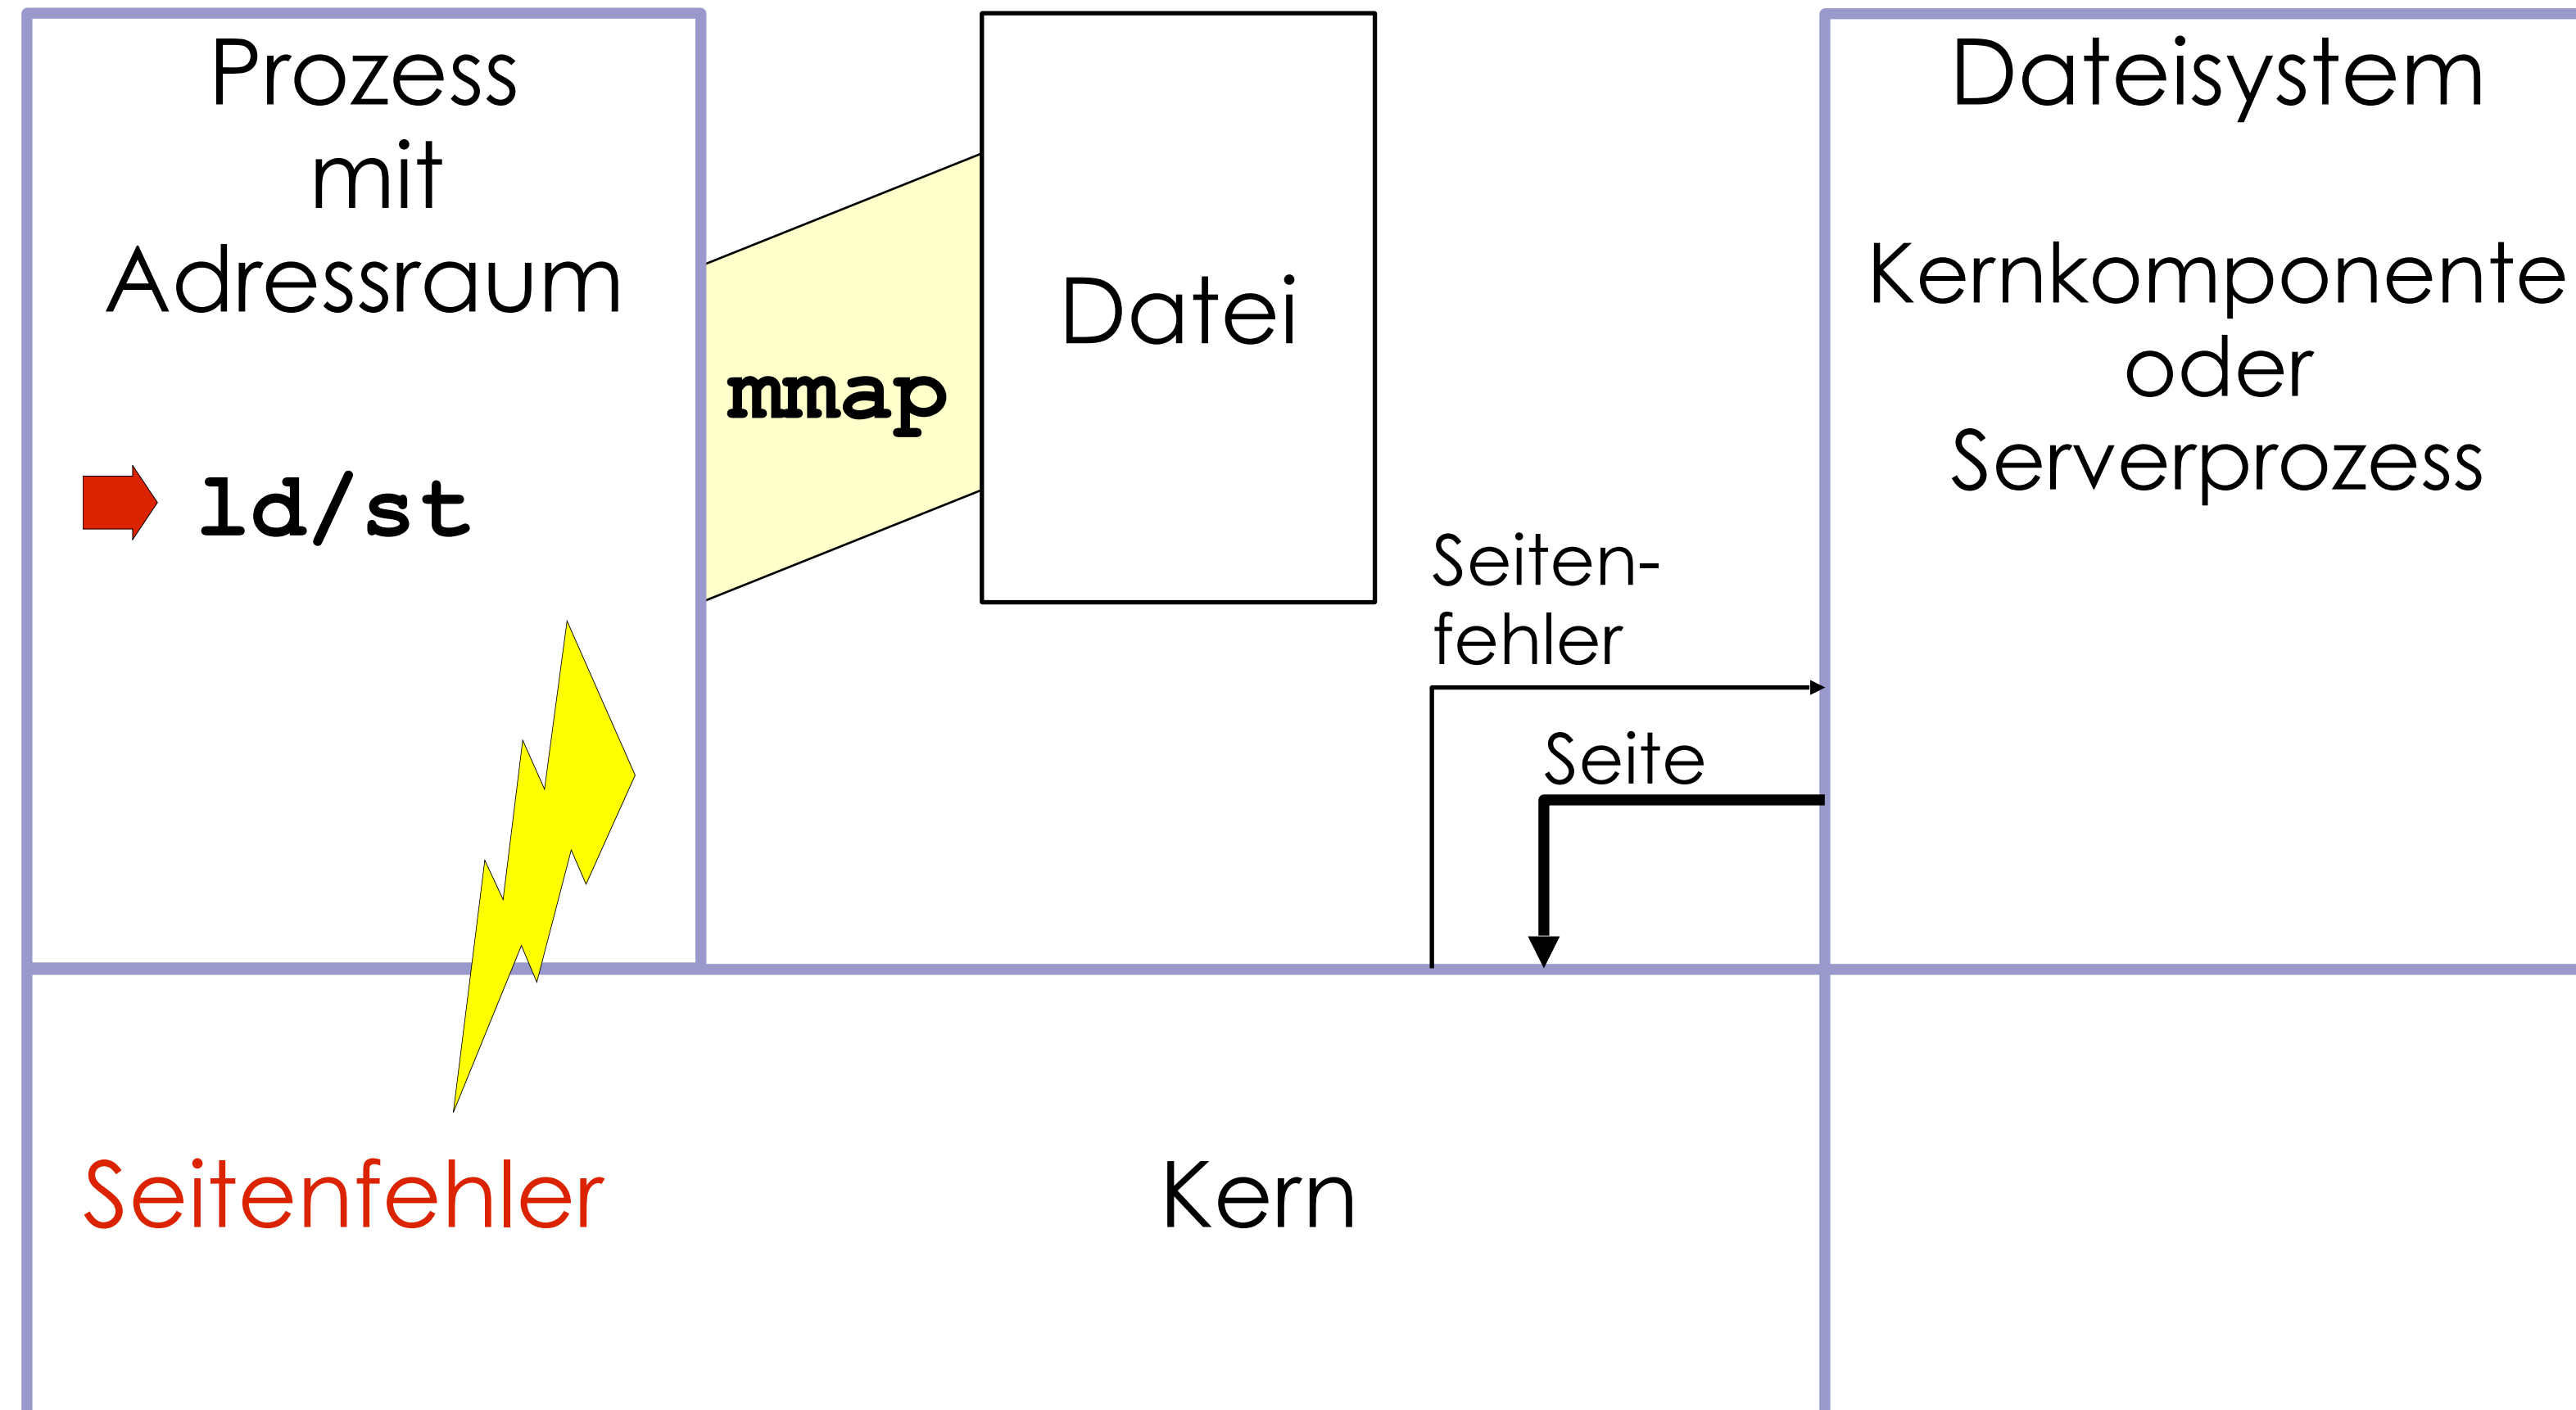 Prozess
mit
Adressraum
ld/st
mmap
Datei
Seiten-
fehler
Seite
Dateisystem
Kernkomponente
oder
Serverprozess
Seitenfehler
Kern